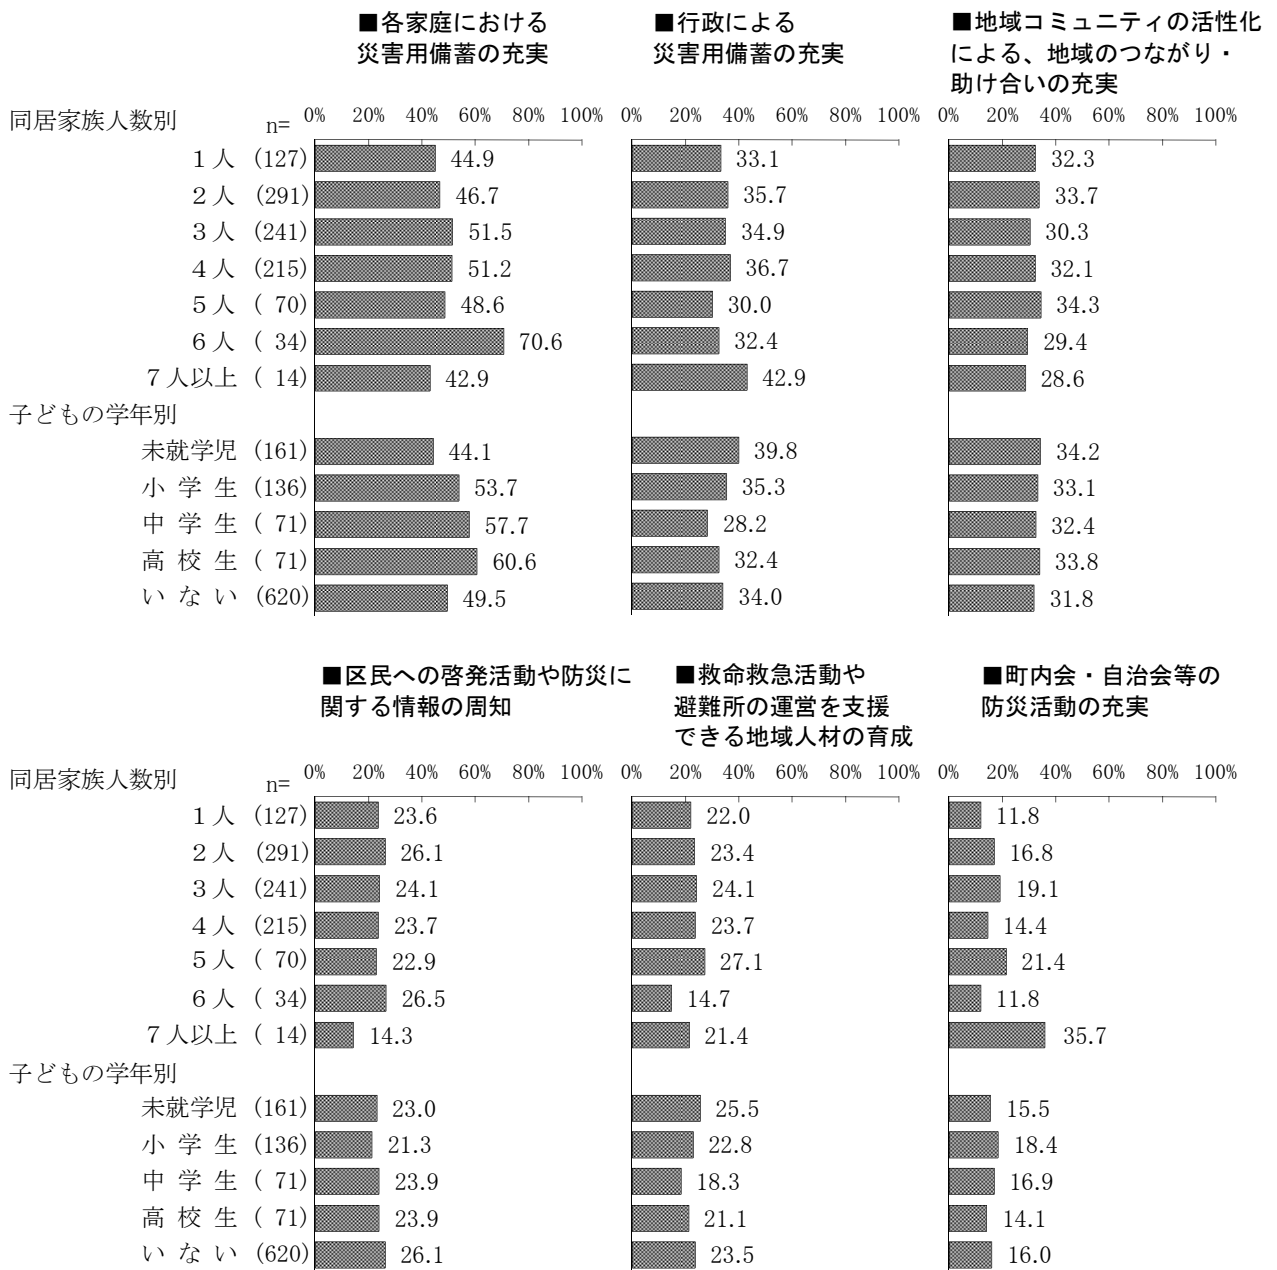 ■各家庭における
災害用備蓄の充実
■行政による
災害用備蓄の充実
■地域コミュニティの活性化
による、地域のつながり・
助け合いの充実
同居家族人数別 n= 0% 20% 40% 60% 80% 100% 0% 20% 40% 60% 80% 100% 0% 20% 40% 60% 80% 100%
1人 (127) 44.9 33.1 32.3
2人 (291) 46.7 35.7 33.7
3人 (241) 51.5 34.9 30.3
4人 (215) 51.2 36.7 32.1
5人 ( 70) 48.6 30.0 34.3
6人 ( 34) 70.6 32.4 29.4
7人以上 ( 14) 42.9 42.9 28.6
子どもの学年別
未就学児 (161) 44.1 39.8 34.2
小 学 生 (136) 53.7 35.3 33.1
中 学 生 ( 71) 57.7 28.2 32.4
高 校 生 ( 71) 60.6 32.4 33.8
い な い (620) 49.5 34.0 31.8
■区民への啓発活動や防災に
関する情報の周知
■救命救急活動や
避難所の運営を支援
できる地域人材の育成
■町内会・自治会等の
防災活動の充実
同居家族人数別 n= 0% 20% 40% 60% 80% 100% 0% 20% 40% 60% 80% 100% 0% 20% 40% 60% 80% 100%
1人 (127) 23.6 22.0 11.8
2人 (291) 26.1 23.4 16.8
3人 (241) 24.1 24.1 19.1
4人 (215) 23.7 23.7 14.4
5人 ( 70) 22.9 27.1 21.4
6人 ( 34) 26.5 14.7 11.8
7人以上 ( 14) 14.3 21.4 35.7
子どもの学年別
未就学児 (161) 23.0 25.5 15.5
小 学 生 (136) 21.3 22.8 18.4
中 学 生 ( 71) 23.9 18.3 16.9
高 校 生 ( 71) 23.9 21.1 14.1
い な い (620) 26.1 23.5 16.0